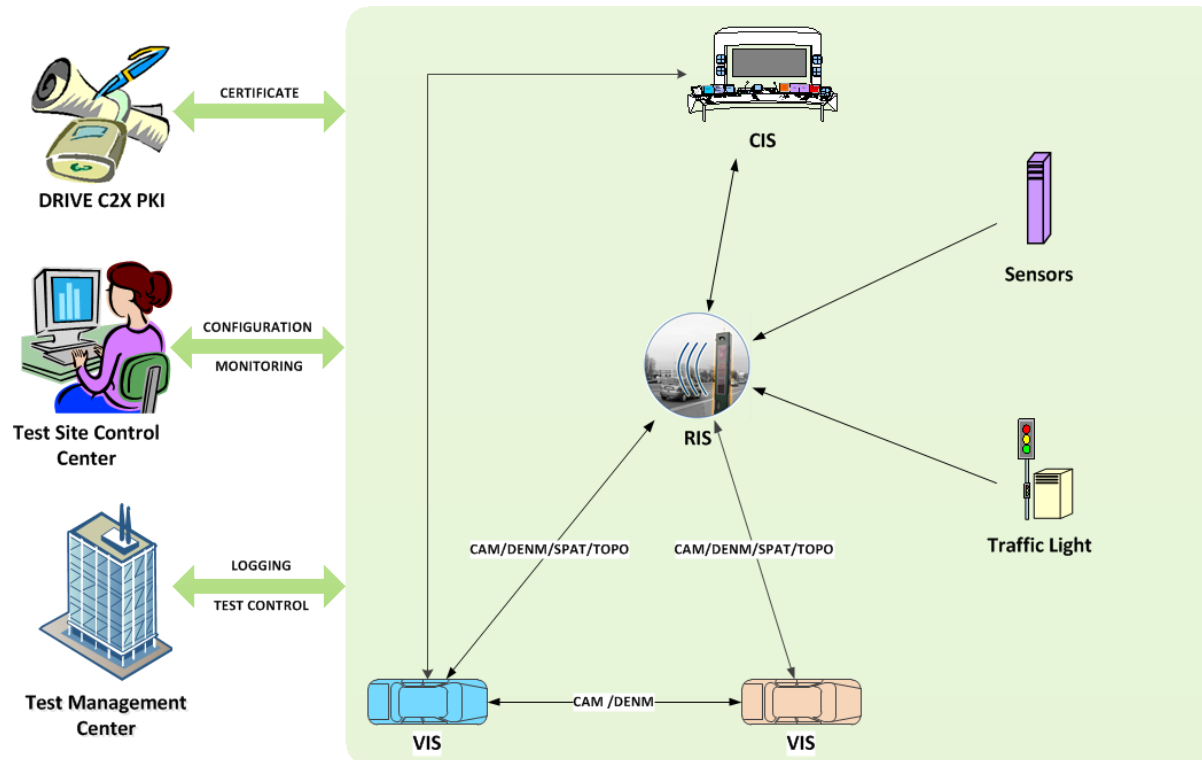 CERTIFICATE
DRIVE C2X PKI
CONFIGURATION
MONITORING
Test Site Control
Center
LOGGING
TEST CONTROL
Test Management
Center
CIS
Sensors
RIS
Traffic Light
CAM/DENM/SPAT/TOPO
CAM/DENM/SPAT/TOPO
CAM /DENM
VIS
VIS